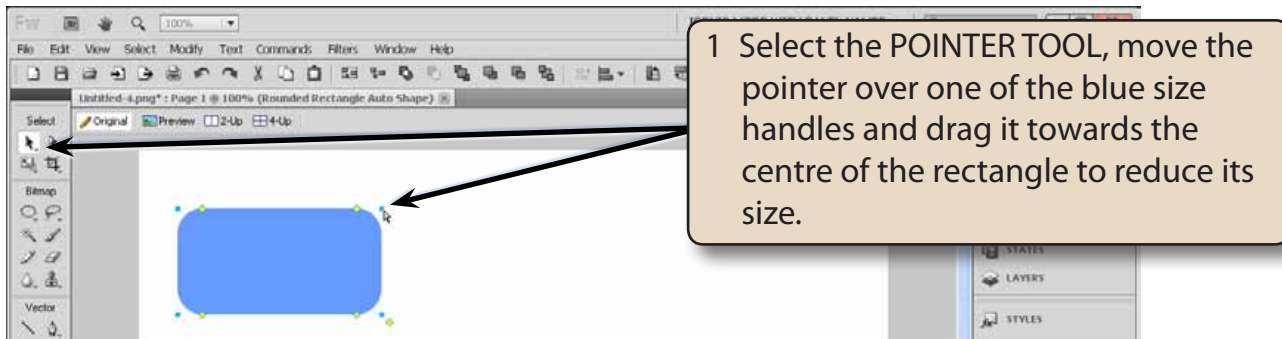 Fw 100%
File Edit View Select Modify Text Commands Filters Window Help
Untitled-4.png* : Page 1 @ 100% (Rounded Rectangle Auto Shape)
Select Original Preview 2-Up 4-Up
Bitmap
Vector
1 Select the POINTER TOOL, move the
pointer over one of the blue size
handles and drag it towards the
centre of the rectangle to reduce its
size.
STATES
LAYERS
STYLES